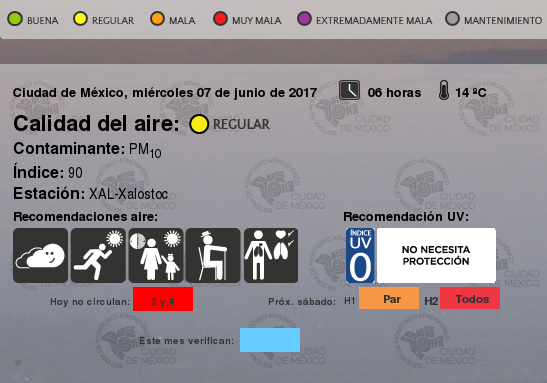 BUENA REGULAR MALA MUY MALA EXTREMADAMENTE MALA MANTENIMIENTO
Ciudad de México, miércoles 07 de junio de 2017 06 horas 14 ºC
Calidad del aire: REGULAR
Contaminante: PM10
Índice: 90
Estación: XAL-Xalostoc
Recomendaciones aire: Recomendación UV:
ÍNDICE
UV
0
NO NECESITA
PROTECCIÓN
Hoy no circulan: 3 y 4 Próx. sábado: H1 Par H2 Todos
Este mes verifican:
CIUDAD
DE MÉXICO